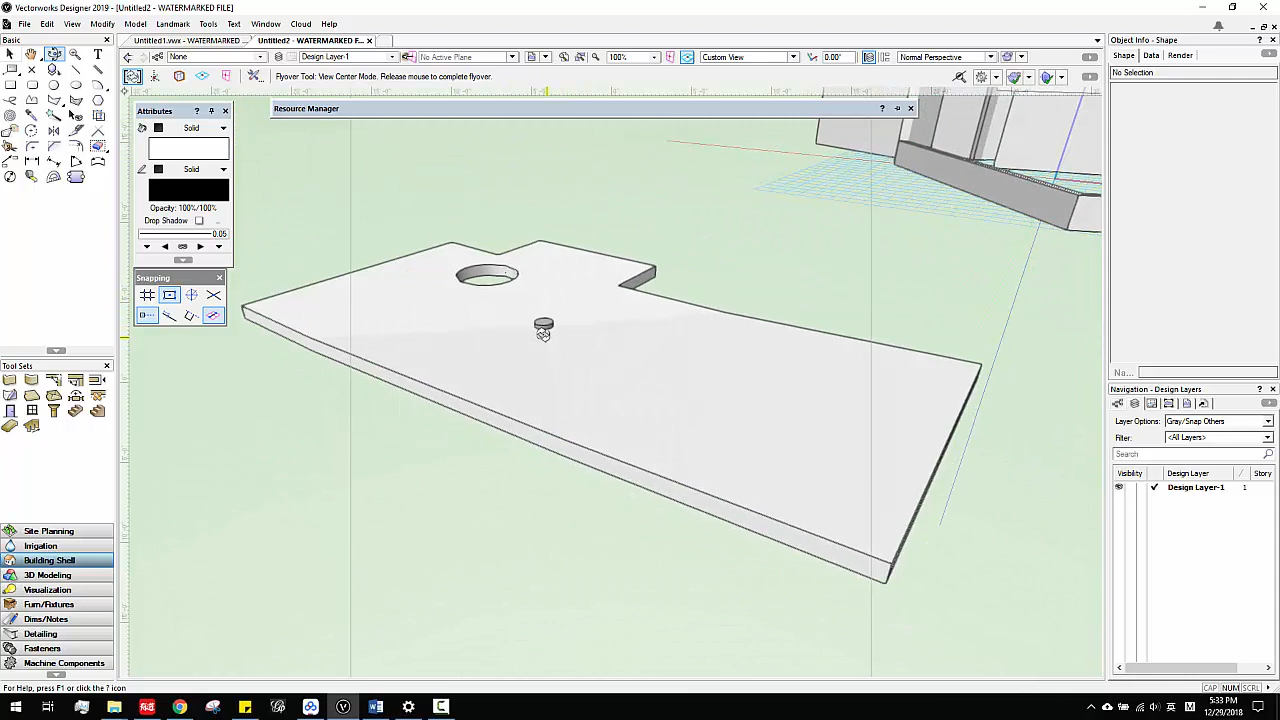 Vectorworks Designer 2019 - [Untitled2 - WATERMARKED FILE]
File Edit View Modify Model Landmark Tools Text Window Cloud Help
Basic
Untitled1.vwx - WATERMARKED ...
Untitled2 - WATERMARKED F...
None
Design Layer-1
No Active Plane
100%
Custom View
0.00°
Normal Perspective
Flyover Tool: View Center Mode. Release mouse to complete flyover.
Object Info - Shape
Shape Data Render
No Selection
Attributes
Solid
Solid
Opacity: 100%/100%
Drop Shadow
0.05
Resource Manager
Snapping
Tool Sets
Site Planning
Irrigation
Building Shell
3D Modeling
Visualization
Furn/Fixtures
Dims/Notes
Detailing
Fasteners
Machine Components
Na...
Navigation - Design Layers
Layer Options: Gray/Snap Others
Filter: <All Layers>
Search
Visibility Design Layer / Story
Design Layer-1 1
For Help, press F1 or click the ? icon
CAP NUM SCRL
5:33 PM
12/29/2018